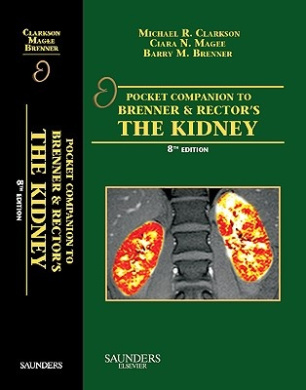 CLARKSON
MAGEE
BRENNER
POCKET COMPANION TO
BRENNER & RECTOR'S
THE KIDNEY
8TH EDITION
SAUNDERS
MICHAEL R. CLARKSON
CIARA N. MAGEE
BARRY M. BRENNER
POCKET COMPANION TO
BRENNER & RECTOR'S
THE KIDNEY
8TH EDITION
SAUNDERS
ELSEVIER